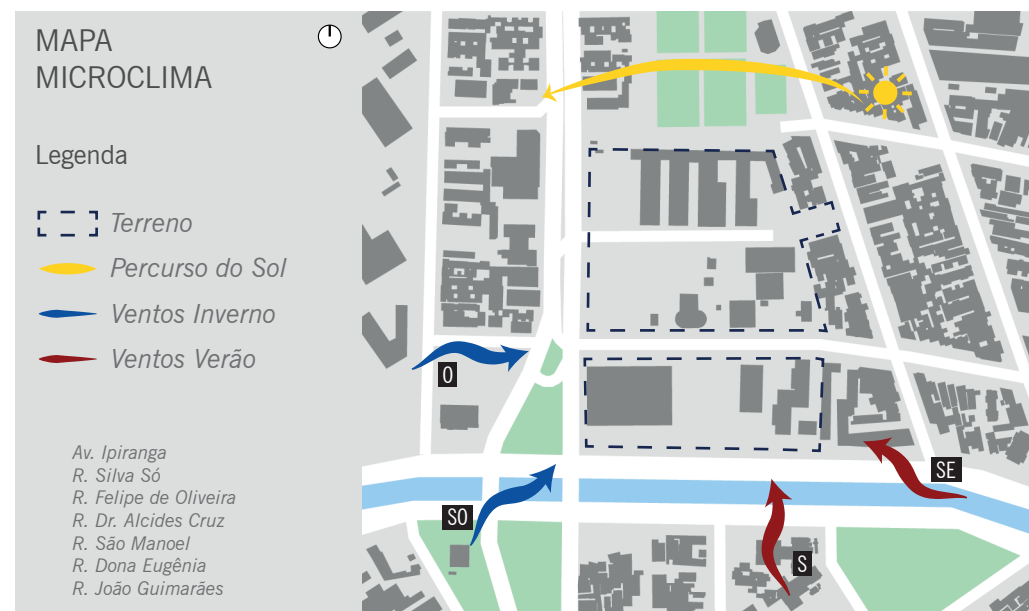 MAPA
MICROCLIMA
Legenda
Terreno
Percurso do Sol
Ventos Inverno
Ventos Verão
Av. Ipiranga
R. Silva Só
R. Felipe de Oliveira
R. Dr. Alcides Cruz
R. São Manoel
R. Dona Eugênia
R. João Guimarães
O
SE
SO
S